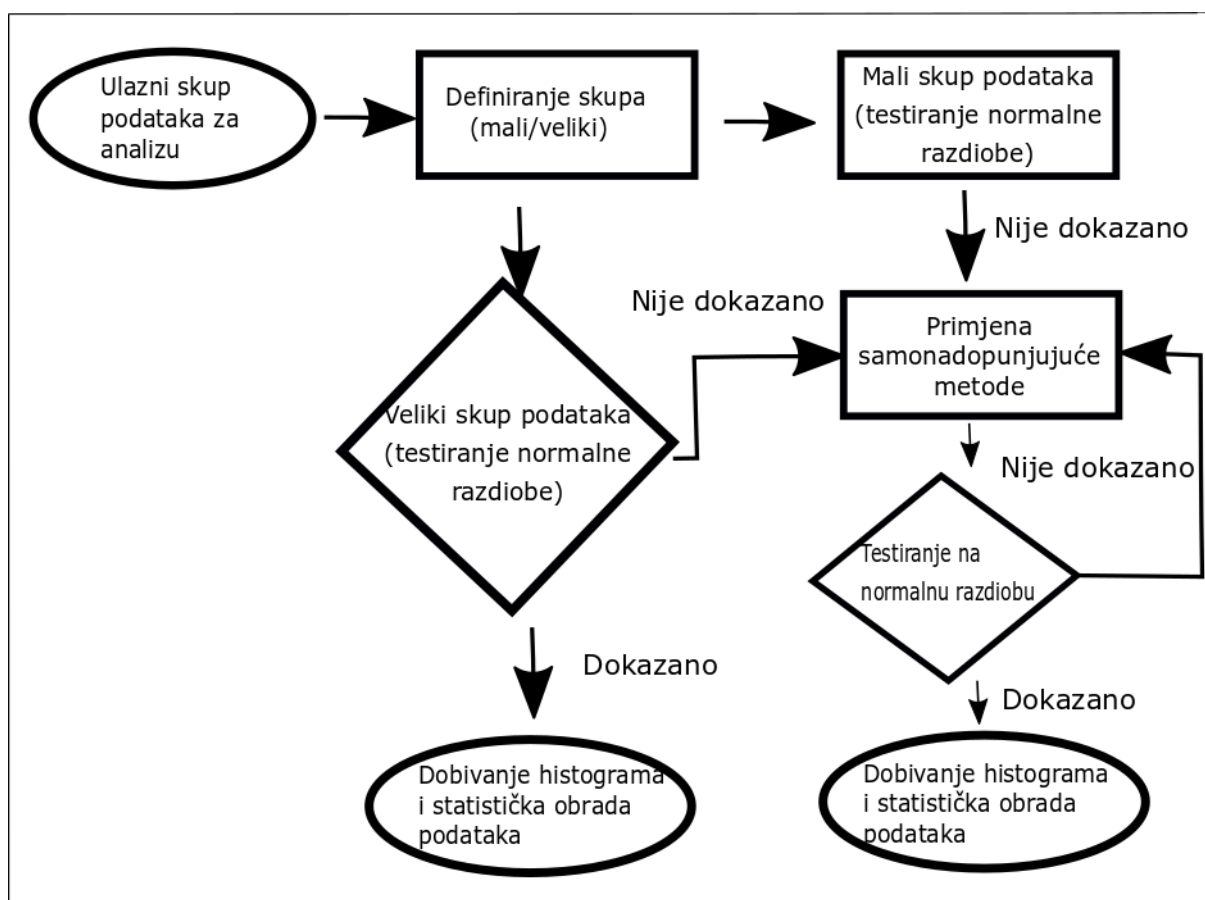 Ulazni skup
podataka za
analizu
Definiranje skupa
(mali/veliki)
Mali skup podataka
(testiranje normalne
razdiobe)
Nije dokazano
Nije dokazano
Primjena
samonadopunjujuće
metode
Veliki skup podataka
(testiranje normalne
razdiobe)
Nije dokazano
Testiranje na
normalnu razdiobu
Dokazano
Dokazano
Dobivanje histograma
i statistička obrada
podataka
Dobivanje histograma
i statistička obrada
podataka